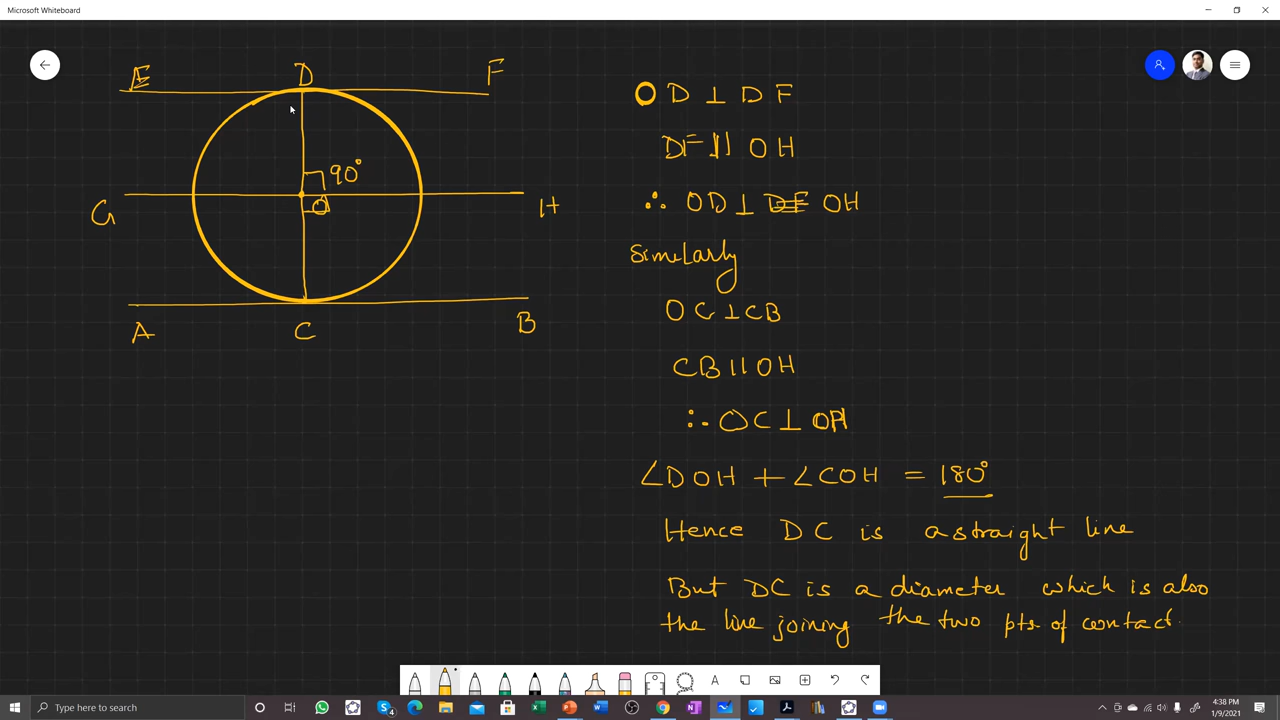 Microsoft Whiteboard
E D F
90°
O
G H
A C B
OD ⊥ DF
DF || OH
∴ OD ⊥ DF OH
Similarly
OC ⊥ CB
CB || OH
∴ OC ⊥ OH
∠DOH + ∠COH = 180°
Hence DC is a straight line
But DC is a diameter which is also
the line joining the two pts of contact.
Type here to search
4:38 PM
1/9/2021